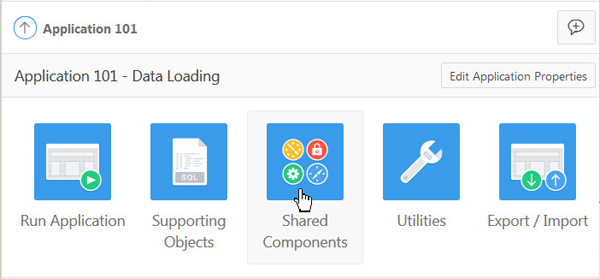 Application 101
Application 101 - Data Loading
Edit Application Properties
SQL
Run Application
Supporting
Objects
Shared
Components
Utilities
Export / Import